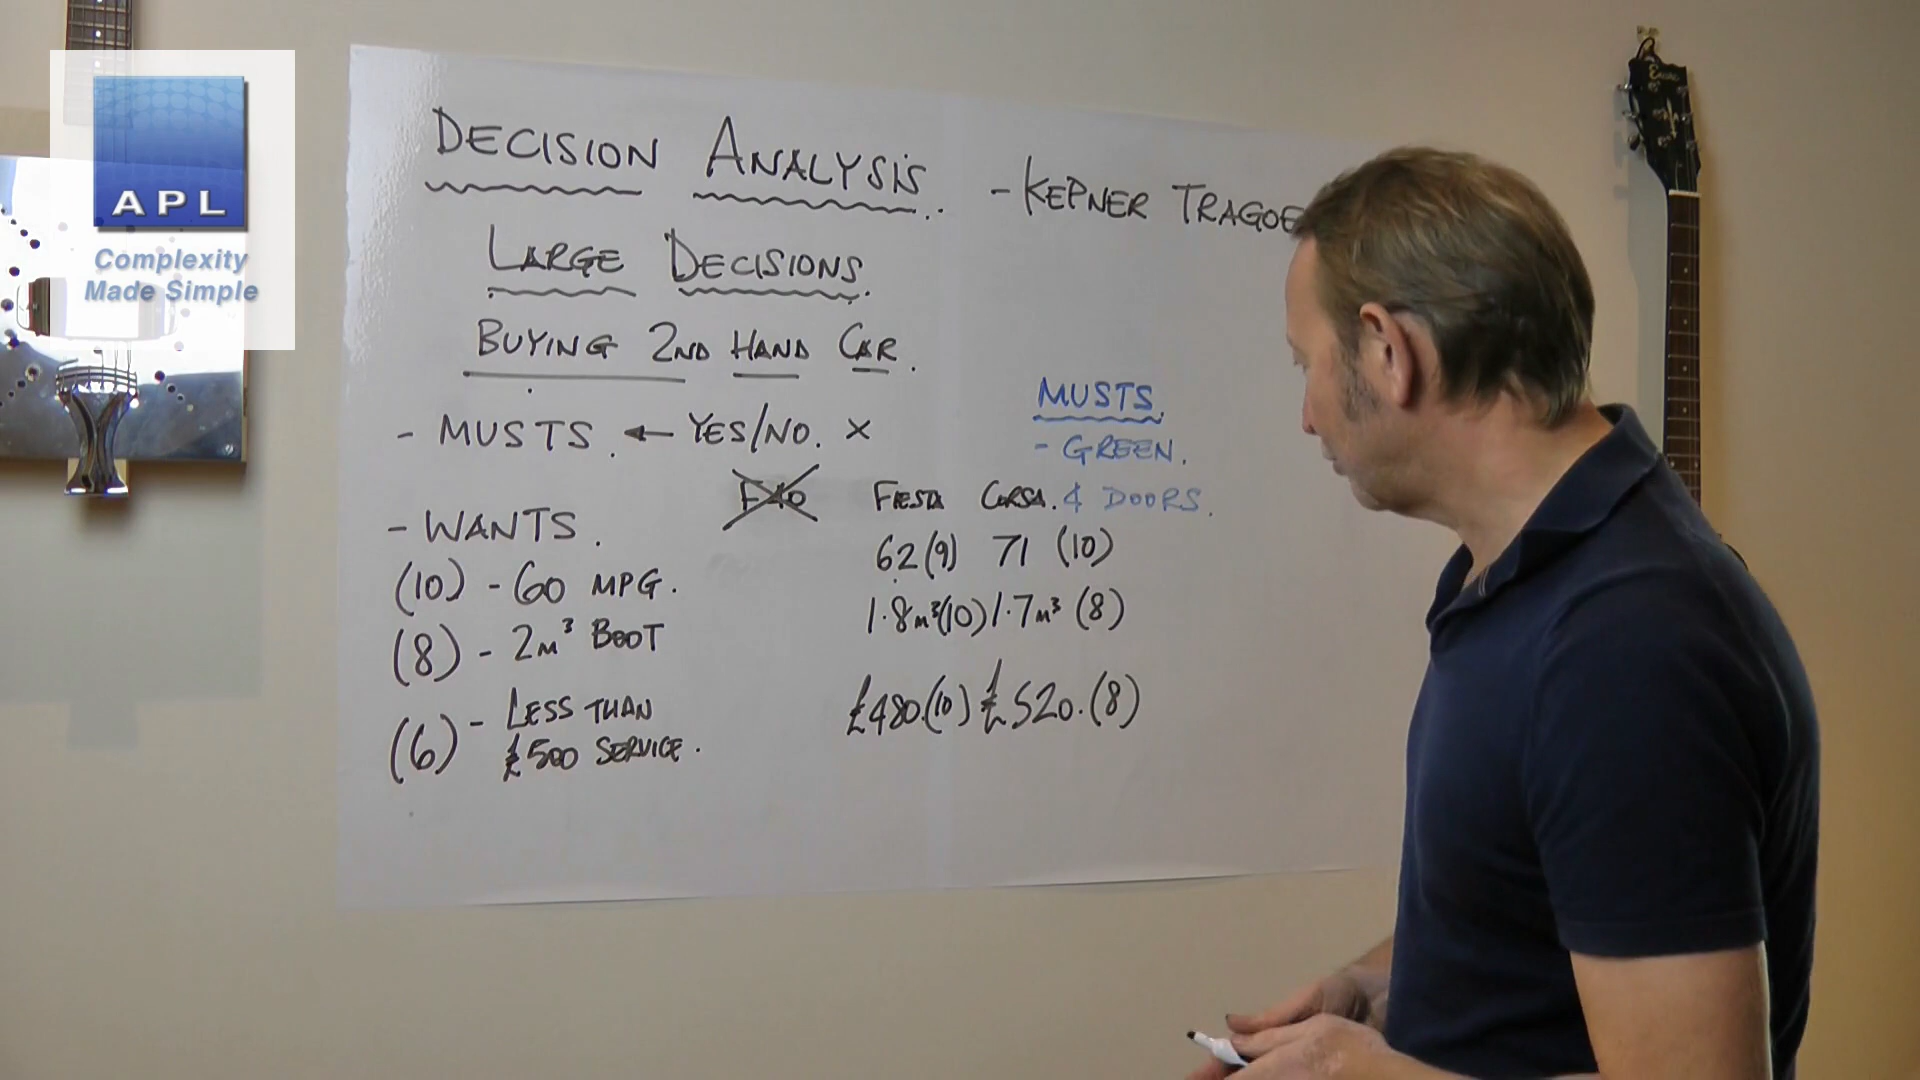 APL
Complexity
Made Simple
DECISION ANALYSIS. - KEPNER TRAGOE
LARGE DECISIONS.
BUYING 2ND HAND CAR.
- MUSTS. ← YES/NO. ×
MUSTS.
- GREEN.
4 DOORS.
- WANTS.
F40 FIESTA CORSA.
(10) - 60 MPG. 62 (9) 71 (10)
(8) - 2m³ BOOT 1.8m³ (10) 1.7m³ (8)
(6) - LESS THAN
£500 SERVICE. £480. (10) £520. (8)